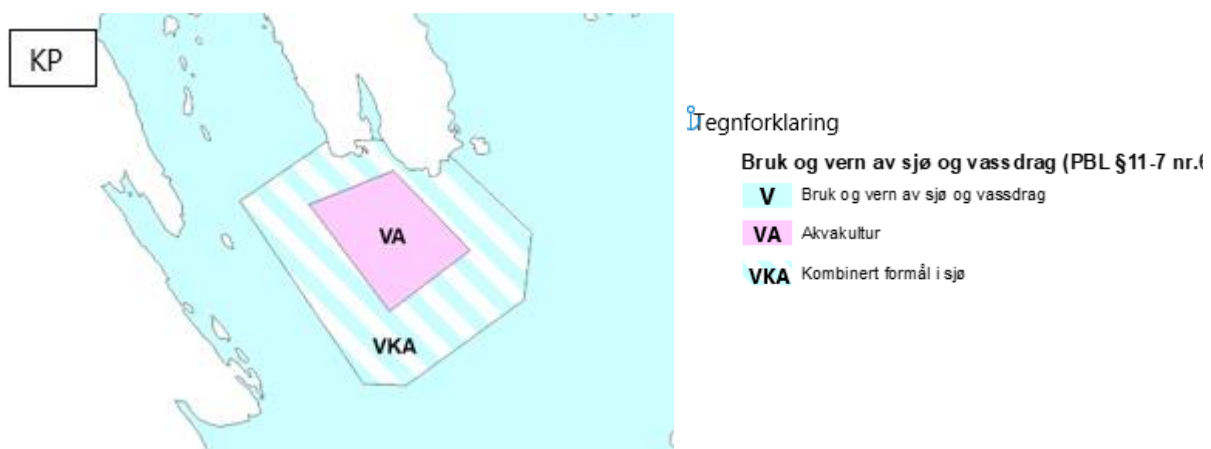 KP
VA
VKA
Tegnforklaring
Bruk og vern av sjø og vassdrag (PBL §11-7 nr.6
V Bruk og vern av sjø og vassdrag
VA Akvakultur
VKA Kombinert formål i sjø